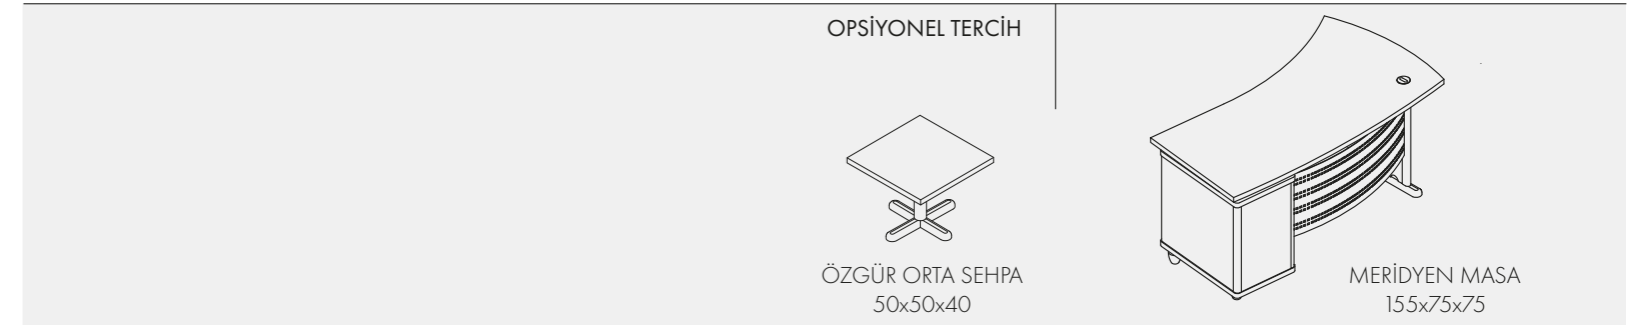 OPSİYONEL TERCİH
ÖZGÜR ORTA SEHPA
50x50x40
MERİDYEN MASA
155x75x75